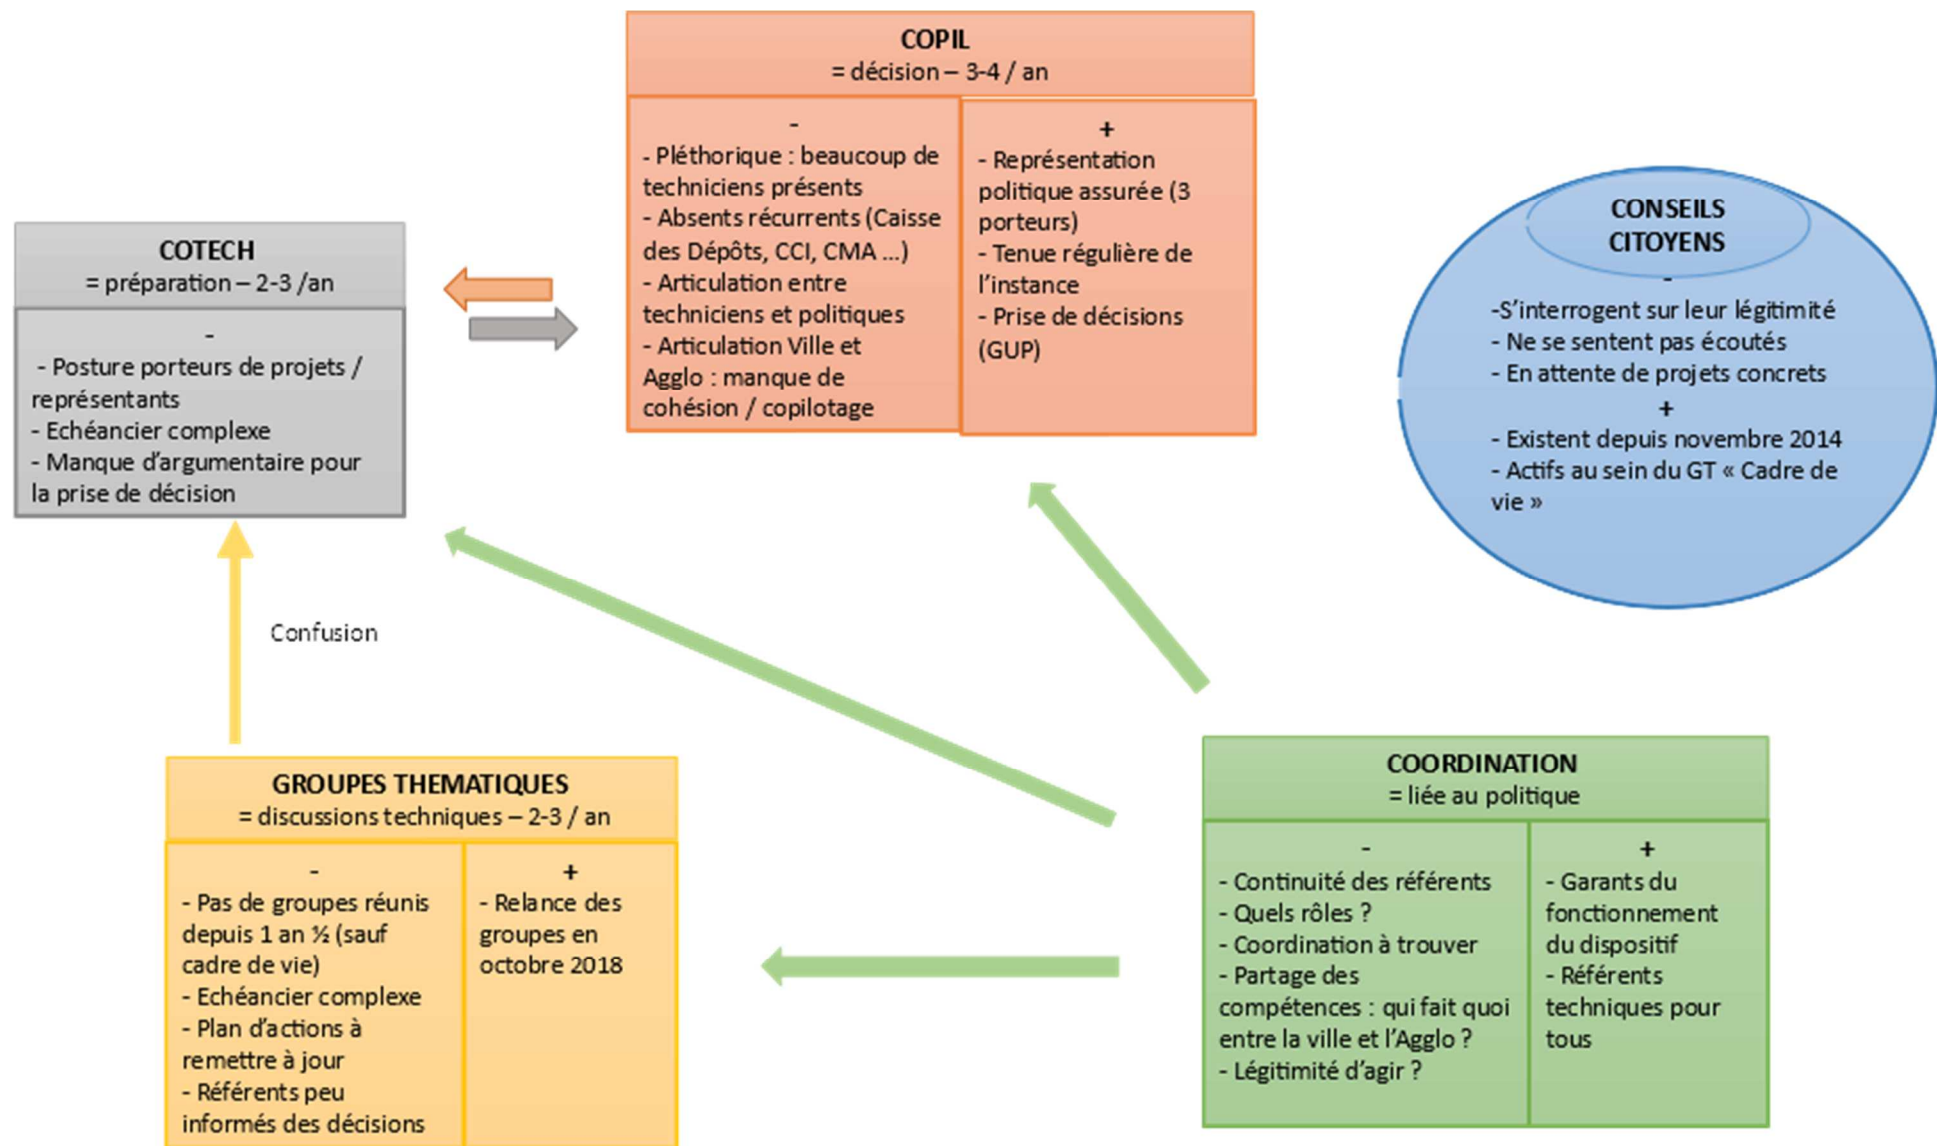 COPIL
= décision – 3-4 / an
-
- Pléthorique : beaucoup de
techniciens présents
- Absents récurrents (Caisse
des Dépôts, CCI, CMA ...)
- Articulation entre
techniciens et politiques
- Articulation Ville et
Agglo : manque de
cohésion / copilotage
+
- Représentation
politique assurée (3
porteurs)
- Tenue régulière de
l’instance
- Prise de décisions
(GUP)
COTECH
= préparation – 2-3 /an
-
- Posture porteurs de projets /
représentants
- Echéancier complexe
- Manque d’argumentaire pour
la prise de décision
CONSEILS
CITOYENS
-
-S’interrogent sur leur légitimité
- Ne se sentent pas écoutés
- En attente de projets concrets
+
- Existent depuis novembre 2014
- Actifs au sein du GT « Cadre de
vie »
Confusion
GROUPES THEMATIQUES
= discussions techniques – 2-3 / an
-
- Pas de groupes réunis
depuis 1 an ½ (sauf
cadre de vie)
- Echéancier complexe
- Plan d’actions à
remettre à jour
- Référents peu
informés des décisions
+
- Relance des
groupes en
octobre 2018
COORDINATION
= liée au politique
-
- Continuité des référents
- Quels rôles ?
- Coordination à trouver
- Partage des
compétences : qui fait quoi
entre la ville et l’Agglo ?
- Légitimité d’agir ?
+
- Garants du
fonctionnement
du dispositif
- Référents
techniques pour
tous